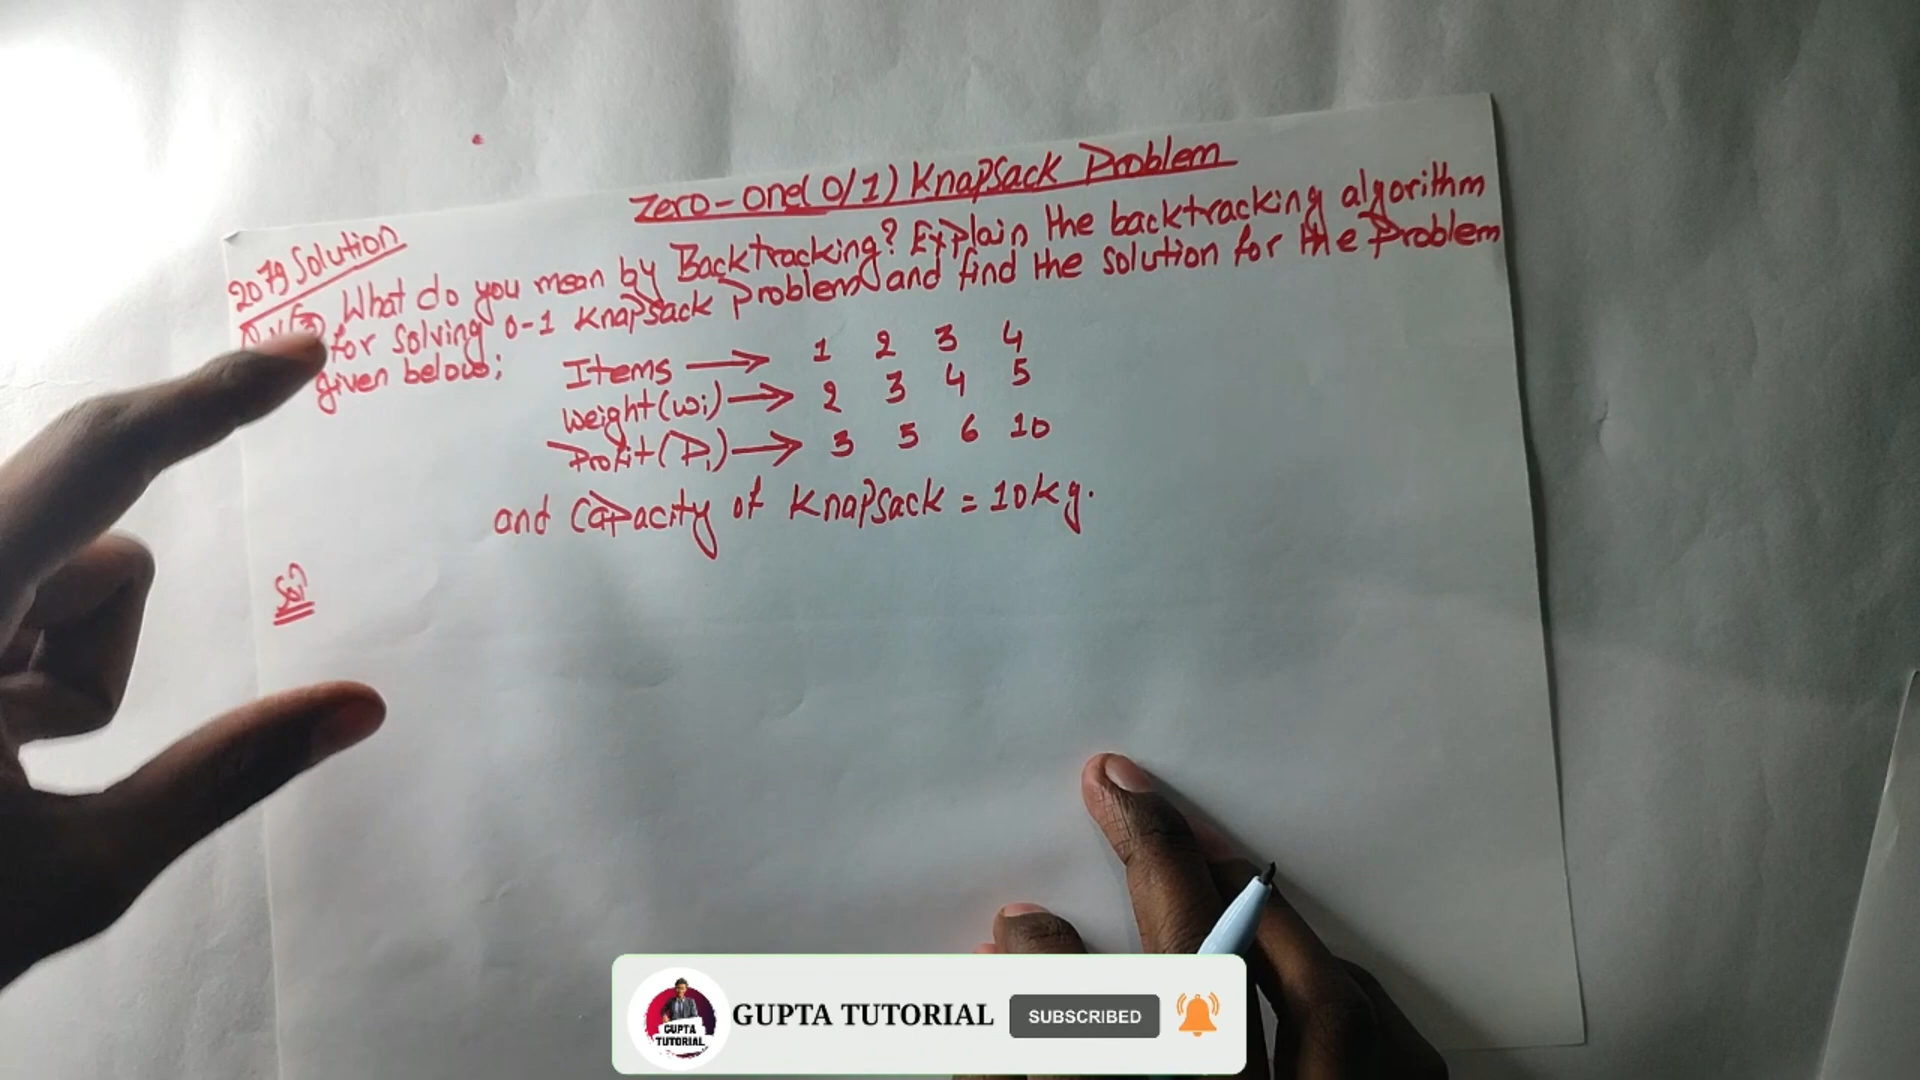 Zero-one(0/1) Knapsack Problem
2079 Solution
What do you mean by Backtracking? Explain the backtracking algorithm
for solving 0-1 Knapsack Problem and find the solution for the Problem
given below;
Items → 1 2 3 4
Weight(wi) → 2 3 4 5
Profit(Pi) → 3 5 6 10
and Capacity of Knapsack = 10kg.
Soln
GUPTA TUTORIAL SUBSCRIBED
GUPTA
TUTORIAL